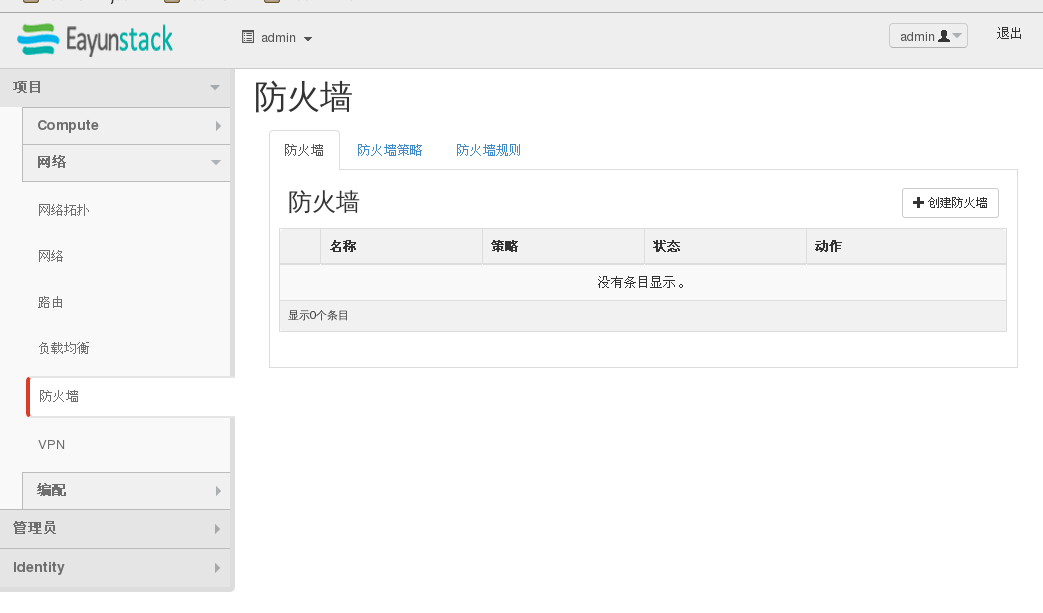 Eayunstack
admin
admin
退出
项目
Compute
网络
网络拓扑
网络
路由
负载均衡
防火墙
VPN
编配
管理员
Identity
防火墙
防火墙 防火墙策略 防火墙规则
防火墙
创建防火墙
名称 策略 状态 动作
没有条目显示。
显示0个条目